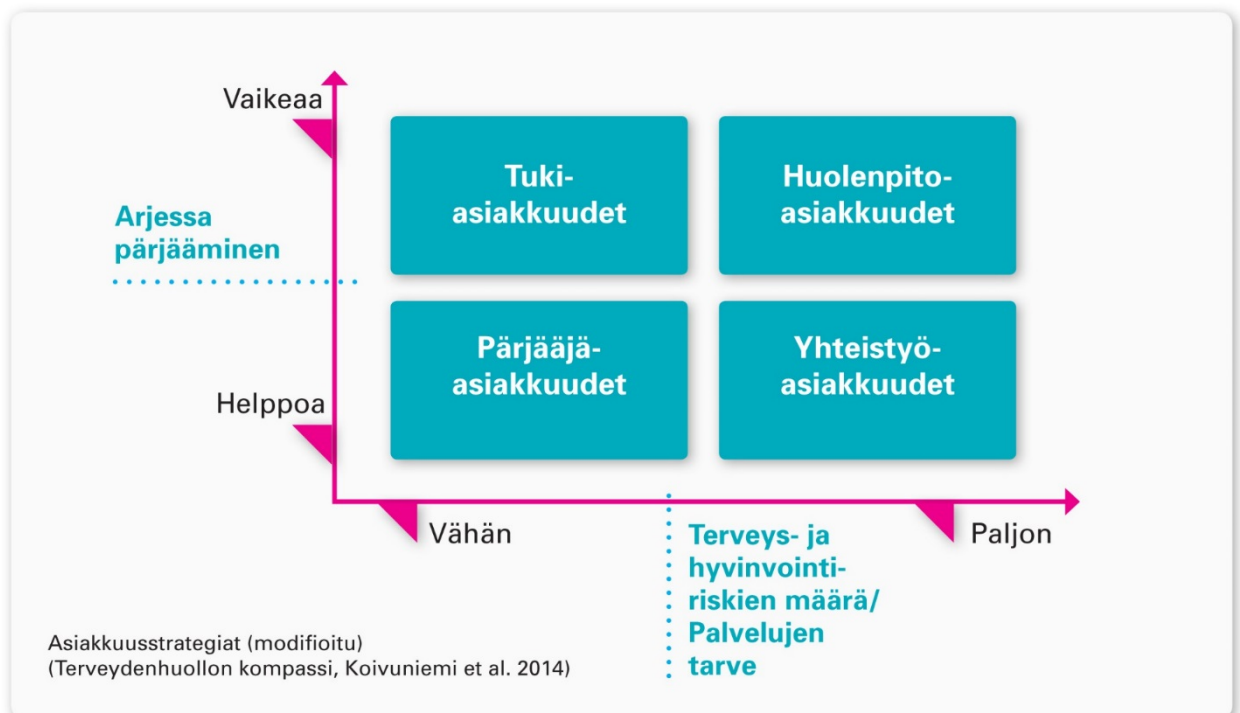 Vaikeaa
Arjessa
pärjääminen
Helppoa
Tuki-
asiakkuudet
Huolenpito-
asiakkuudet
Pärjääjä-
asiakkuudet
Yhteistyö-
asiakkuudet
Vähän
Terveys- ja
hyvinvointi-
riskien määrä/
Palvelujen
tarve
Paljon
Asiakkuusstrategiat (modifioitu)
(Terveydenhuollon kompassi, Koivuniemi et al. 2014)